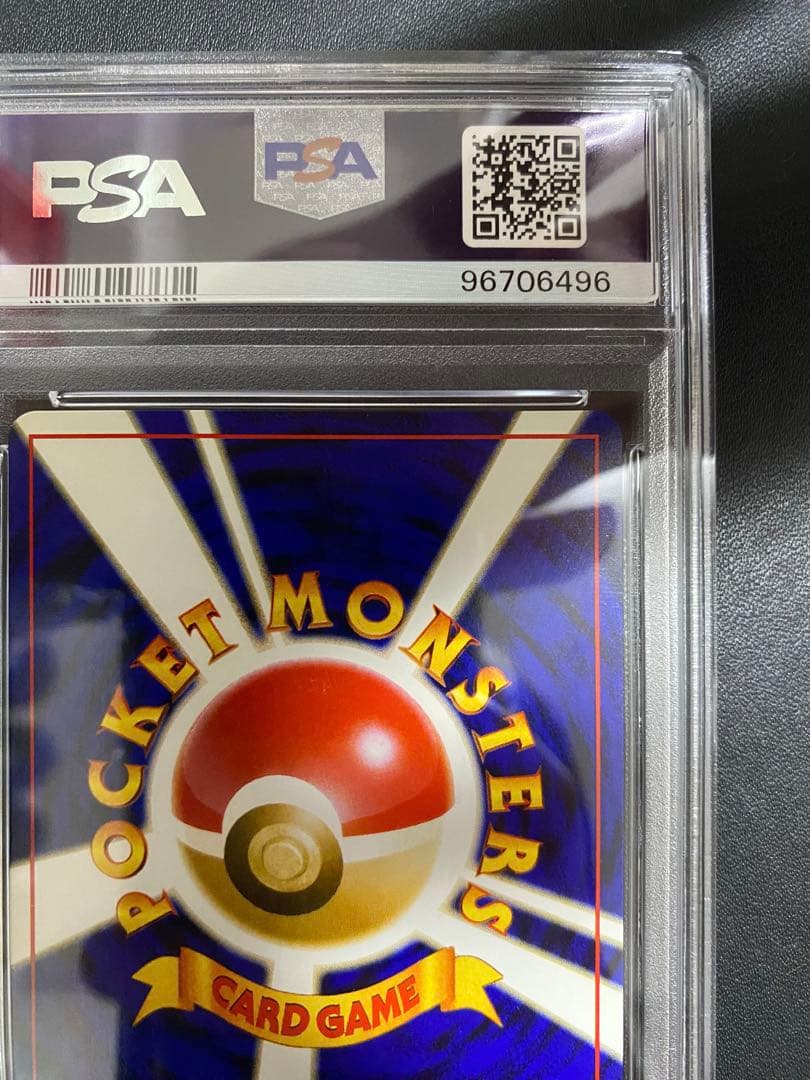 PSA
PSA
96706496
POCKET MONSTERS
CARD GAME